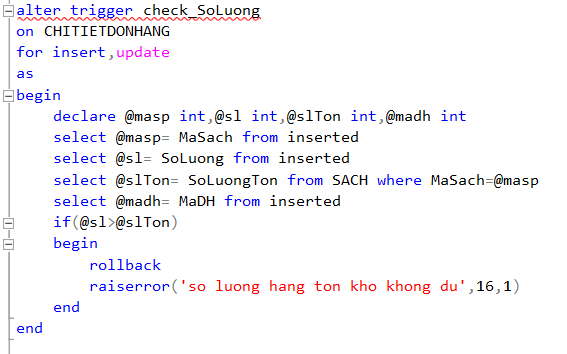 alter trigger check_SoLuong
on CHITIETDONHANG
for insert,update
as
begin
declare @masp int,@sl int,@slTon int,@madh int
select @masp= MaSach from inserted
select @sl= SoLuong from inserted
select @slTon= SoLuongTon from SACH where MaSach=@masp
select @madh= MaDH from inserted
if(@sl>@slTon)
begin
rollback
raiserror('so luong hang ton kho khong du',16,1)
end
end